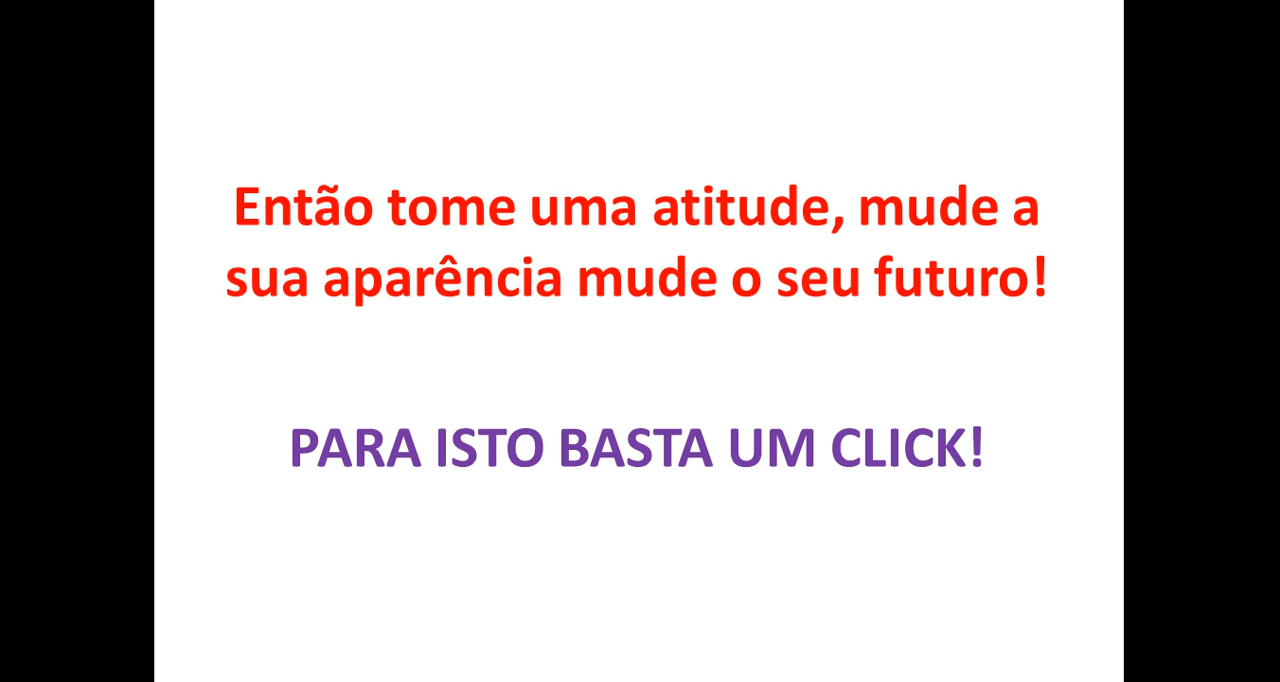 Então tome uma atitude, mude a
sua aparência mude o seu futuro!
PARA ISTO BASTA UM CLICK!